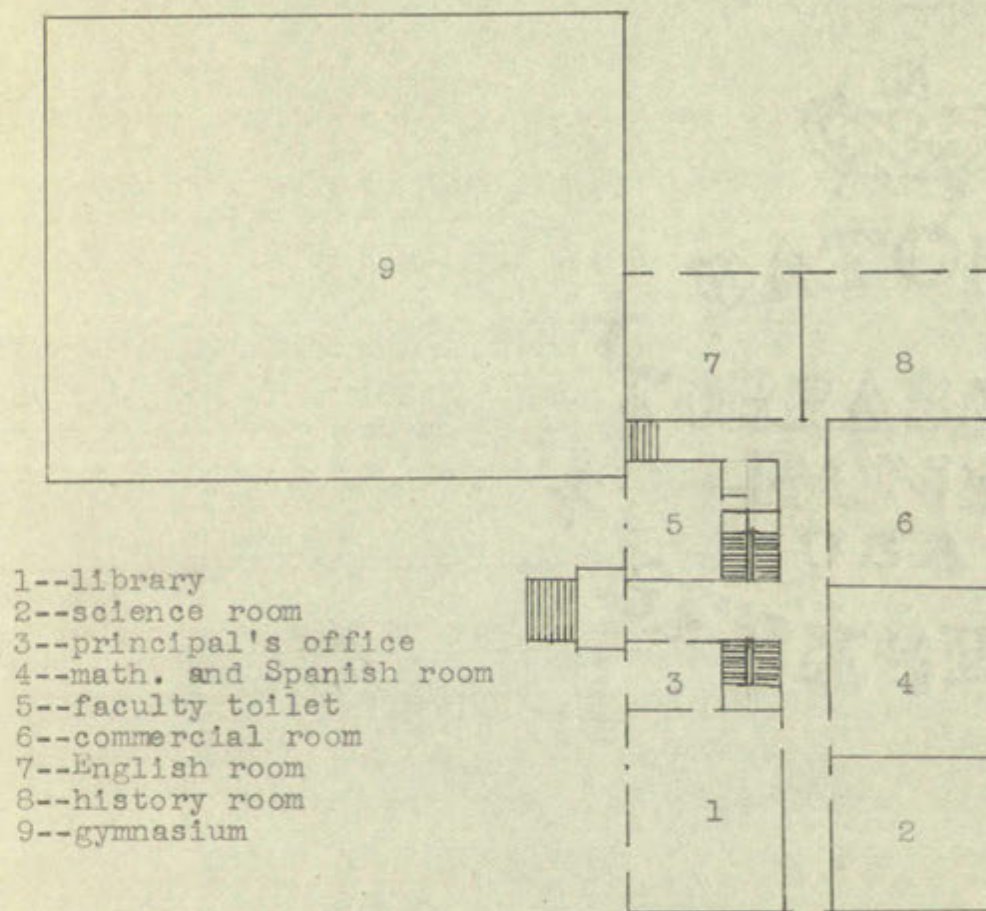 9
7
8
5
6
3
4
1
2
1--library
2--science room
3--principal's office
4--math. and Spanish room
5--faculty toilet
6--commercial room
7--English room
8--history room
9--gymnasium